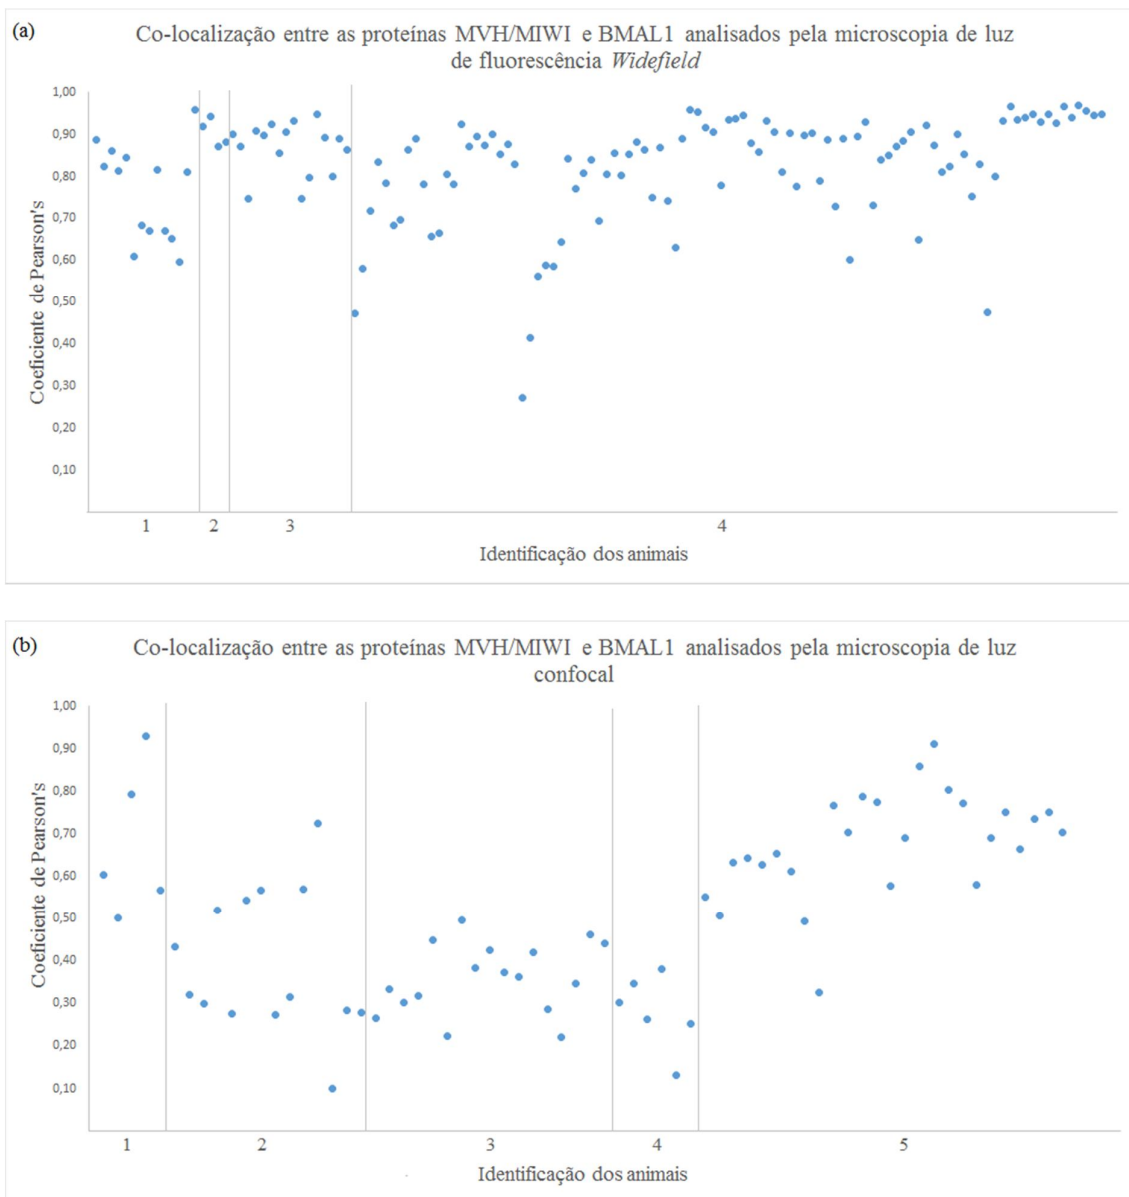 (a)
Co-localização entre as proteínas MVH/MIWI e BMAL1 analisados pela microscopia de luz
de fluorescência Widefield
Coeficiente de Pearson's
1,00
0,90
0,80
0,70
0,60
0,50
0,40
0,30
0,20
0,10
1 2 3 4
Identificação dos animais
(b)
Co-localização entre as proteínas MVH/MIWI e BMAL1 analisados pela microscopia de luz
confocal
Coeficiente de Pearson's
1,00
0,90
0,80
0,70
0,60
0,50
0,40
0,30
0,20
0,10
1 2 3 4 5
Identificação dos animais